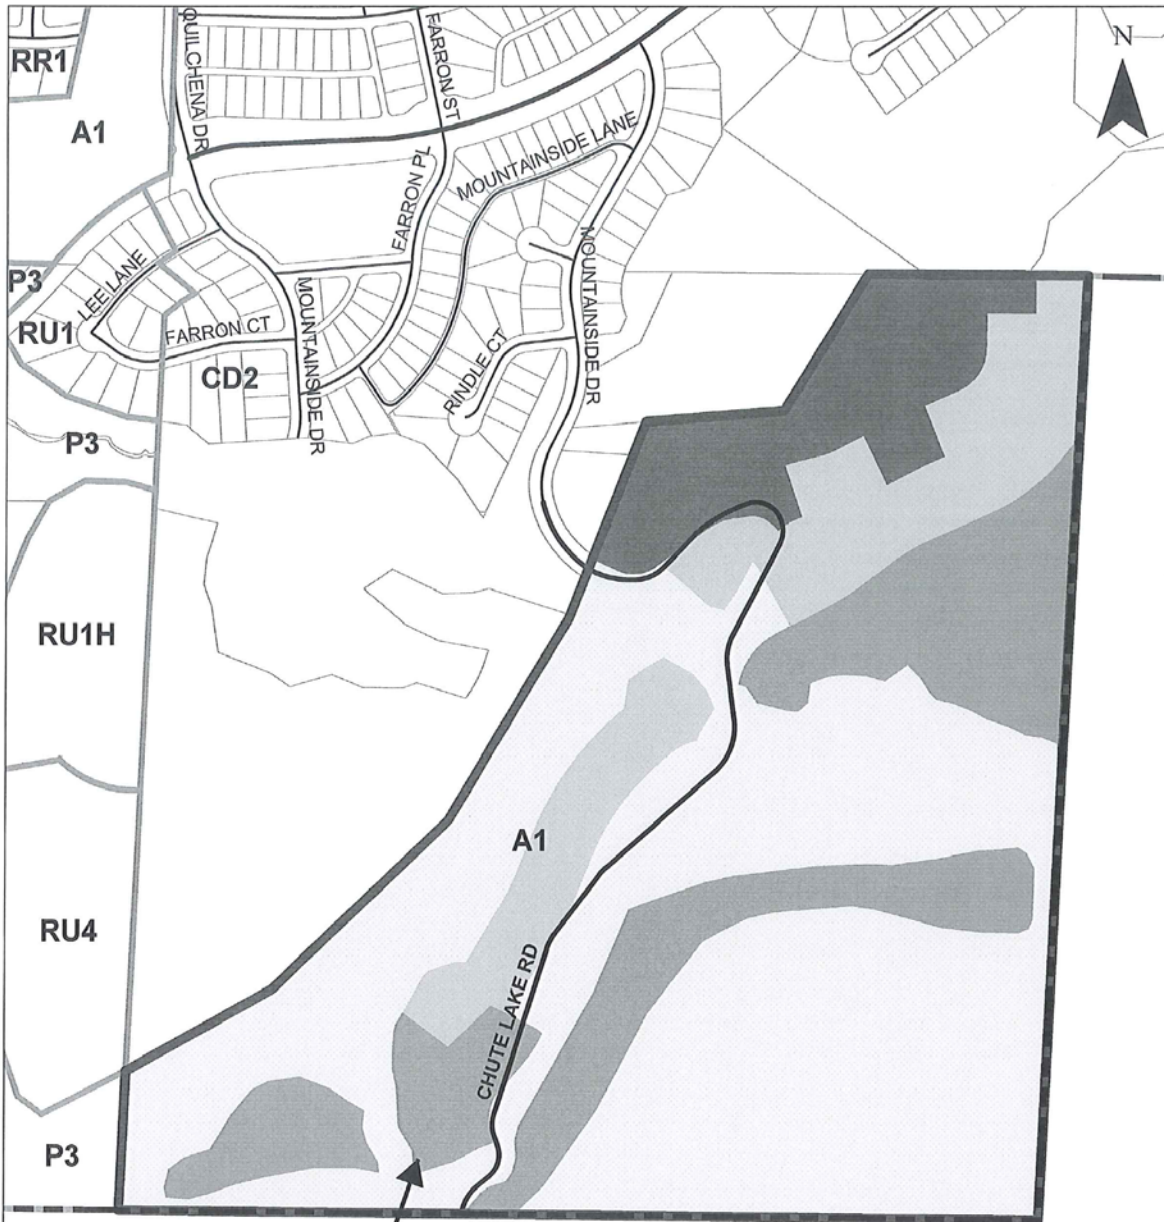 QUILCHENA DR
FARRON ST
N
RR1
A1
MOUNTAINSIDE LANE
FARRON PL
P3
LEE LANE
MOUNTAINSIDE DR
MOUNTAINSIDE DR
RU1
FARRON CT
RINDLE CT
CD2
P3
RU1H
A1
RU4
CHUTE LAKE RD
P3